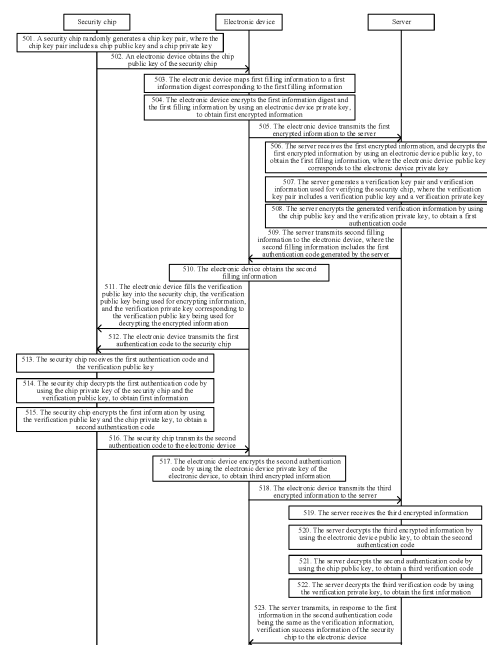 Security chip
Electronic device
Server
501. A security chip randomly generates a chip key pair, where the
chip key pair includes a chip public key and a chip private key
502. An electronic device obtains the chip
public key of the security chip
503. The electronic device maps first filling information to a first
information digest corresponding to the first filling information
504. The electronic device encrypts the first information digest and
the first filling information by using an electronic device private key,
to obtain first encrypted information
505. The electronic device transmits the first
encrypted information to the server
506. The server receives the first encrypted information, and decrypts the
first encrypted information by using an electronic device public key, to
obtain the first filling information, where the electronic device public key
corresponds to the electronic device private key
507. The server generates a verification key pair and verification
information used for verifying the security chip, where the verification
key pair includes a verification public key and a verification private key
508. The server encrypts the generated verification information by using
the chip public key and the verification private key, to obtain a first
authentication code
509. The server transmits second filling
information to the electronic device, where the
second filling information includes the first
authentication code generated by the server
510. The electronic device obtains the second
filling information
511. The electronic device fills the verification
public key into the security chip, the verification
public key being used for encrypting information,
and the verification private key corresponding to
the verification public key being used for
decrypting the encrypted information
512. The electronic device transmits the first
authentication code to the security chip
513. The security chip receives the first authentication code and
the verification public key
514. The security chip decrypts the first authentication code by
using the chip private key of the security chip and the
verification public key, to obtain first information
515. The security chip encrypts the first information by using
the verification public key and the chip private key, to obtain a
second authentication code
516. The security chip transmits the second
authentication code to the electronic device
517. The electronic device encrypts the second authentication
code by using the electronic device private key of the
electronic device, to obtain third encrypted information
518. The electronic device transmits the third
encrypted information to the server
519. The server receives the third encrypted information
520. The server decrypts the third encrypted information by
using the electronic device public key, to obtain the second
authentication code
521. The server decrypts the second authentication code by
using the chip public key, to obtain a third verification code
522. The server decrypts the third verification code by using
the verification private key, to obtain the first information
523. The server transmits, in response to the first
information in the second authentication code
being the same as the verification information,
verification success information of the security
chip to the electronic device